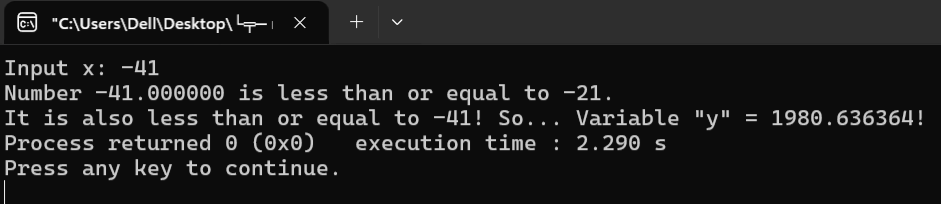 "C:\Users\Dell\Desktop\
Input x: -41
Number -41.000000 is less than or equal to -21.
It is also less than or equal to -41! So... Variable "y" = 1980.636364!
Process returned 0 (0x0)   execution time : 2.290 s
Press any key to continue.